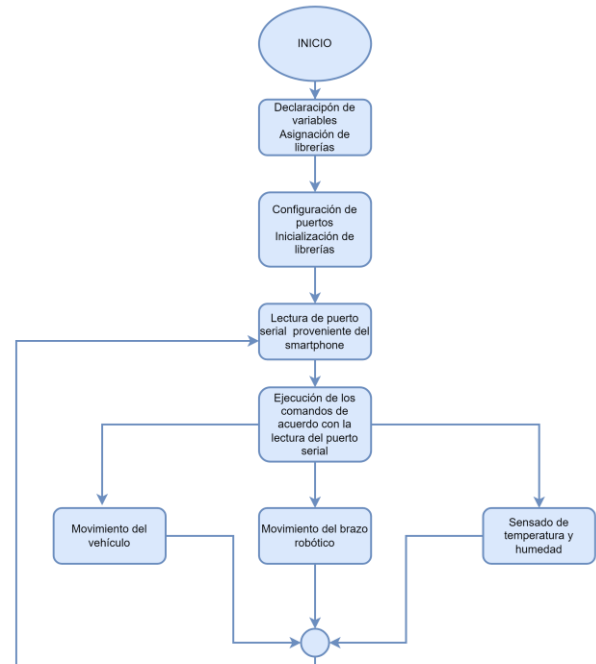 INICIO
Declaracipón de
variables
Asignación de
librerías
Configuración de
puertos
Inicialización de
librerías
Lectura de puerto
serial proveniente del
smartphone
Ejecución de los
comandos de
acuerdo con la
lectura del puerto
serial
Movimiento del
vehículo
Movimiento del brazo
robótico
Sensado de
temperatura y
humedad